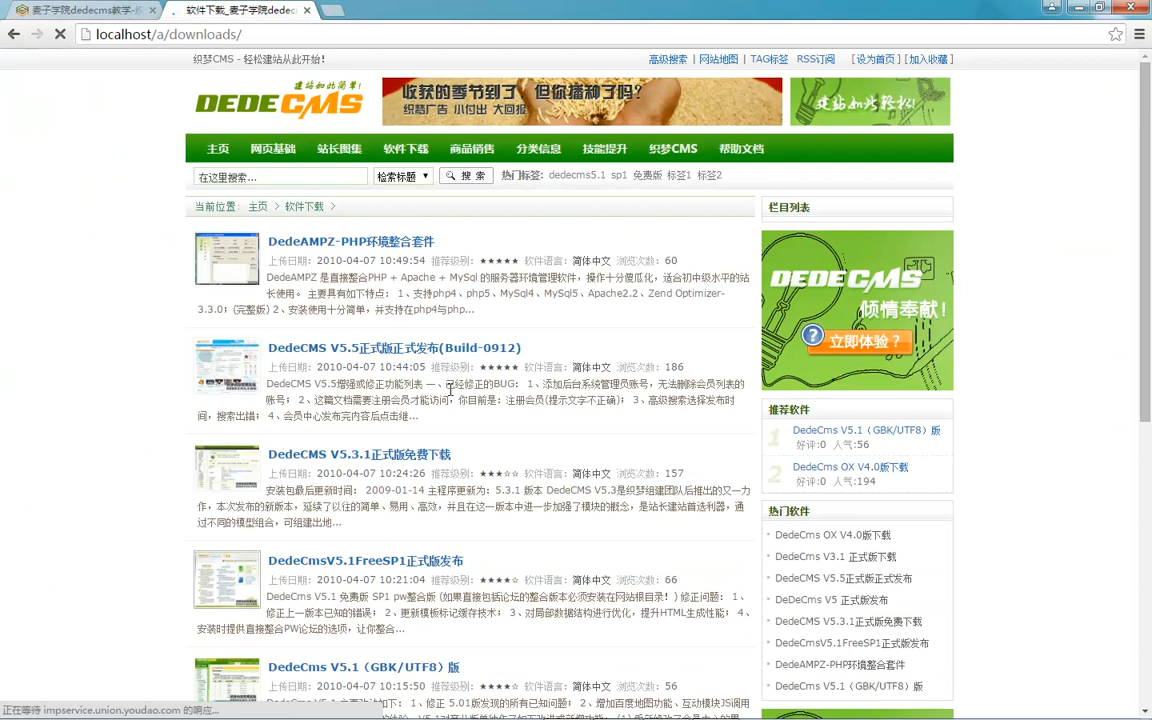 麦子学院dedecms教学-
软件下载_麦子学院dedec
localhost/a/downloads/
织梦CMS - 轻松建站从此开始！
高级搜索 | 网站地图 | TAG标签 RSS订阅 [设为首页] [加入收藏]
建站如此简单!
DEDECMS
收获的季节到了，但你播种了吗?
织梦广告 小付出 大回报
建站如此轻松!
主页 网页基础 站长图集 软件下载 商品销售 分类信息 技能提升 织梦CMS 帮助文档
在这里搜索... 检索标题 搜 索 热门标签: dedecms5.1 sp1 免费版 标签1 标签2
当前位置: 主页 > 软件下载 >
DedeAMPZ-PHP环境整合套件
上传日期: 2010-04-07 10:49:54 推荐级别: ★★★★★ 软件语言: 简体中文 浏览次数: 60
DedeAMPZ 是直接整合PHP + Apache + MySql 的服务器环境管理软件，操作十分傻瓜化，适合初中级水平的站
长使用。 主要具有如下特点： 1、支持php4、php5、MySql4、MySql5、Apache2.2、Zend Optimizer-
3.3.0；(完整版) 2、安装使用十分简单，并支持在php4与php...
DedeCMS V5.5正式版正式发布(Build-0912)
上传日期: 2010-04-07 10:44:05 推荐级别: ★★★★★ 软件语言: 简体中文 浏览次数: 186
DedeCMS V5.5增强或修正功能列表 一、已经修正的BUG： 1、添加后台系统管理员账号，无法删除会员列表的
账号； 2、这篇文档需要注册会员才能访问，你目前是：注册会员(提示文字不正确)； 3、高级搜索选择发布时
间，搜索出错； 4、会员中心发布完内容后点击继...
DedeCMS V5.3.1正式版免费下载
上传日期: 2010-04-07 10:24:26 推荐级别: ★★★☆☆ 软件语言: 简体中文 浏览次数: 157
安装包最后更新时间： 2009-01-14 主程序更新为：5.3.1 版本 DedeCMS V5.3是织梦组建团队后推出的又一力
作，本次发布的新版本，延续了以往的简单、易用、高效，并且在这一版本中进一步加强了模块的概念，是站长建站首选利器，通
过不同的模型组合，可组建出地...
DedeCmsV5.1FreeSP1正式版发布
上传日期: 2010-04-07 10:21:04 推荐级别: ★★★★☆ 软件语言: 简体中文 浏览次数: 66
DedeCms V5.1 免费版 SP1 pw整合版 (如果直接包括论坛的整合版本必须安装在网站根目录！) 修正问题： 1、
修正上一版本已知的错误； 2、更新模板标记缓存技术； 3、对局部数据结构进行优化，提升HTML生成性能； 4、
安装时提供直接整合PW论坛的选项，让你整合...
DedeCms V5.1（GBK/UTF8）版
上传日期: 2010-04-07 10:15:50 推荐级别: ★★★★☆ 软件语言: 简体中文 浏览次数: 56
1、修正 5.01版发现的所有已知问题； 2、增加百度地图功能、互动模块JS调用
栏目列表
DEDECMS
倾情奉献!
? 立即体验?
推荐软件
1 DedeCms V5.1（GBK/UTF8）版
好评:0 人气:56
2 DedeCms OX V4.0版下载
好评:0 人气:194
热门软件
DedeCms OX V4.0版下载
DedeCms V3.1 正式版下载
DedeCMS V5.5正式版正式发布
DeDeCms V5 正式版发布
DedeCMS V5.3.1正式版免费下载
DedeCmsV5.1FreeSP1正式版发布
DedeAMPZ-PHP环境整合套件
DedeCms V5.1（GBK/UTF8）版
正在等待 impservice.union.youdao.com 的响应...